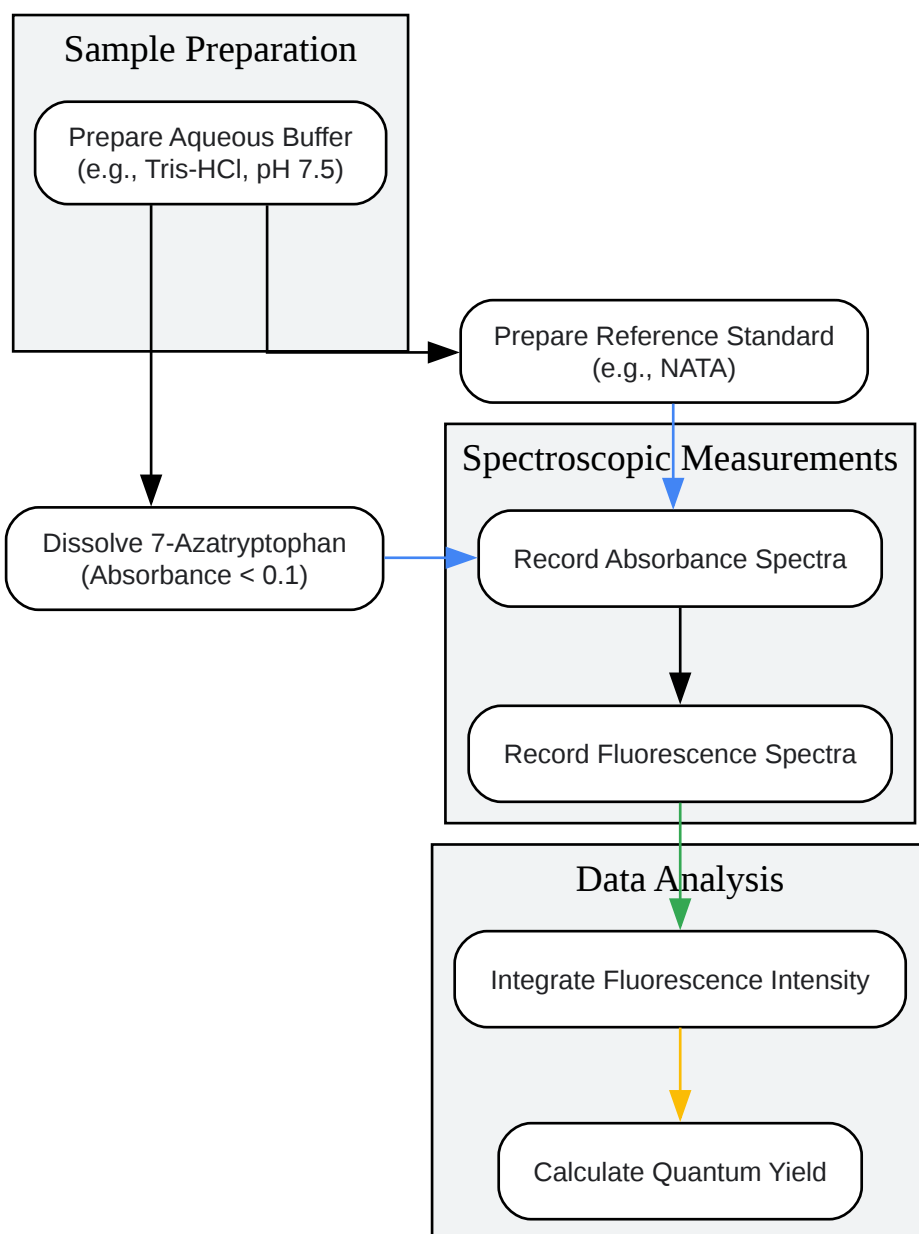 Sample Preparation
Prepare Aqueous Buffer
(e.g., Tris-HCl, pH 7.5)
Prepare Reference Standard
(e.g., NATA)
Spectroscopic Measurements
Dissolve 7-Azatryptophan
(Absorbance < 0.1)
Record Absorbance Spectra
Record Fluorescence Spectra
Data Analysis
Integrate Fluorescence Intensity
Calculate Quantum Yield